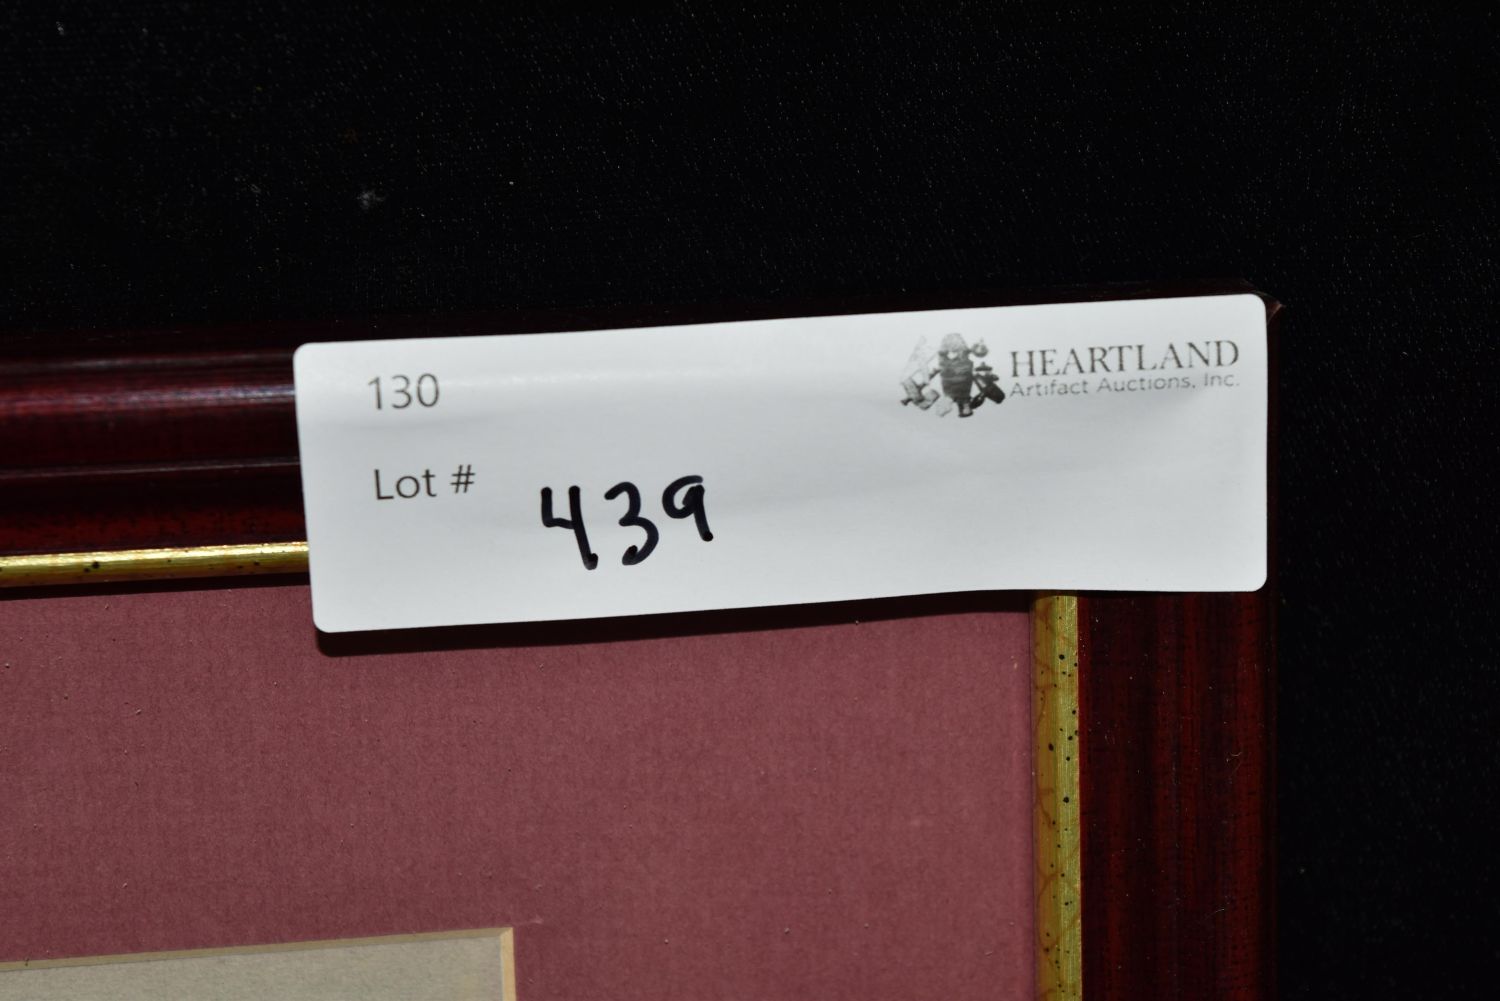 130
HEARTLAND
Artifact Auctions, Inc.
Lot # 439